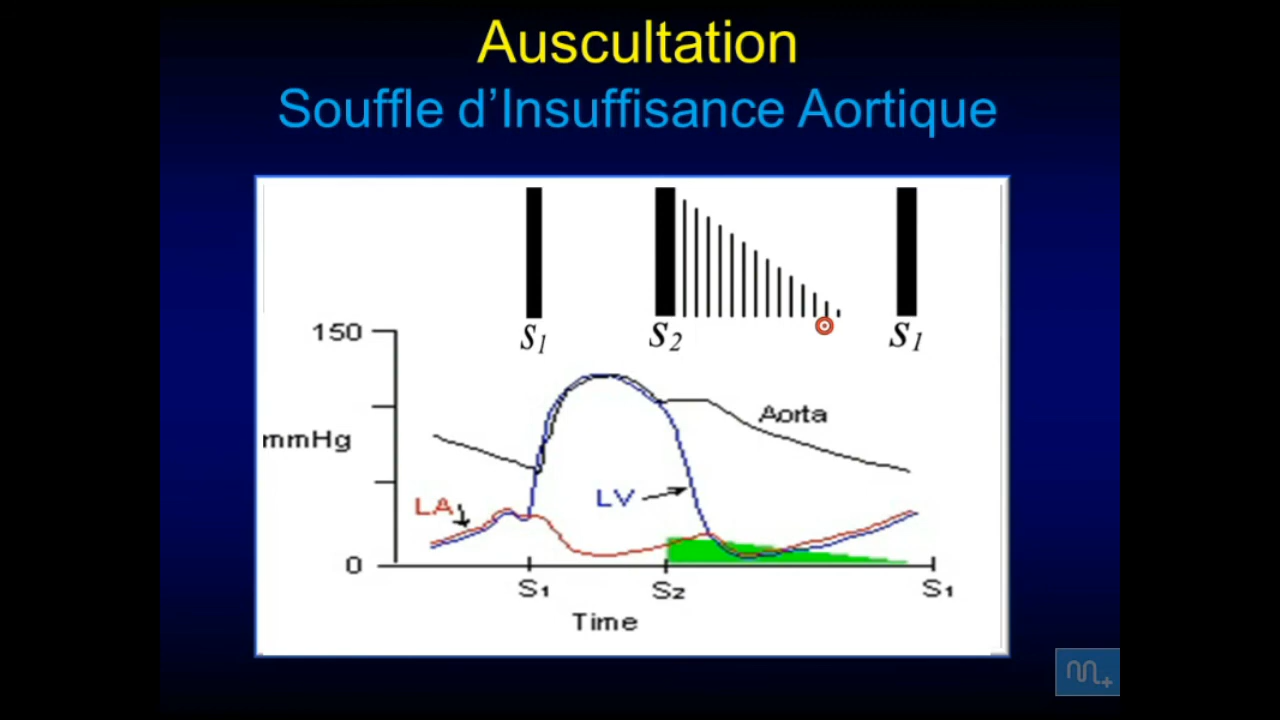 Auscultation
Souffle d'Insuffisance Aortique
S1 S2 S1
150
Aorta
mmHg
LV
LA
0
S1 S2 S1
Time